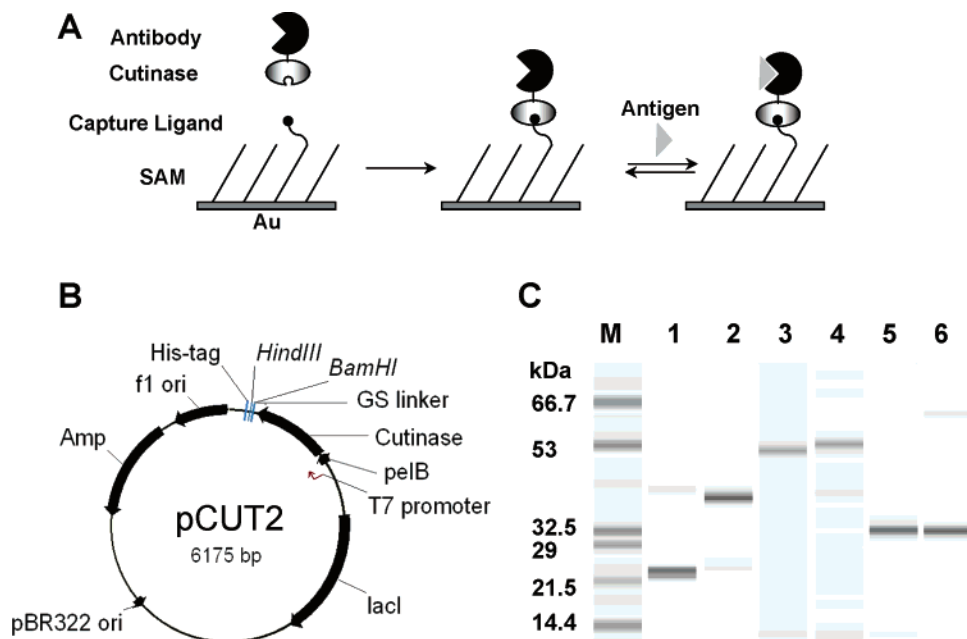 A
Antibody
Cutinase
Capture Ligand
SAM
Au
Antigen
B
His-tag
HindIII
BamHI
f1 ori
GS linker
Amp
Cutinase
pelB
T7 promoter
pCUT2
6175 bp
pBR322 ori
lacI
C
M 1 2 3 4 5 6
kDa
66.7
53
32.5
29
21.5
14.4